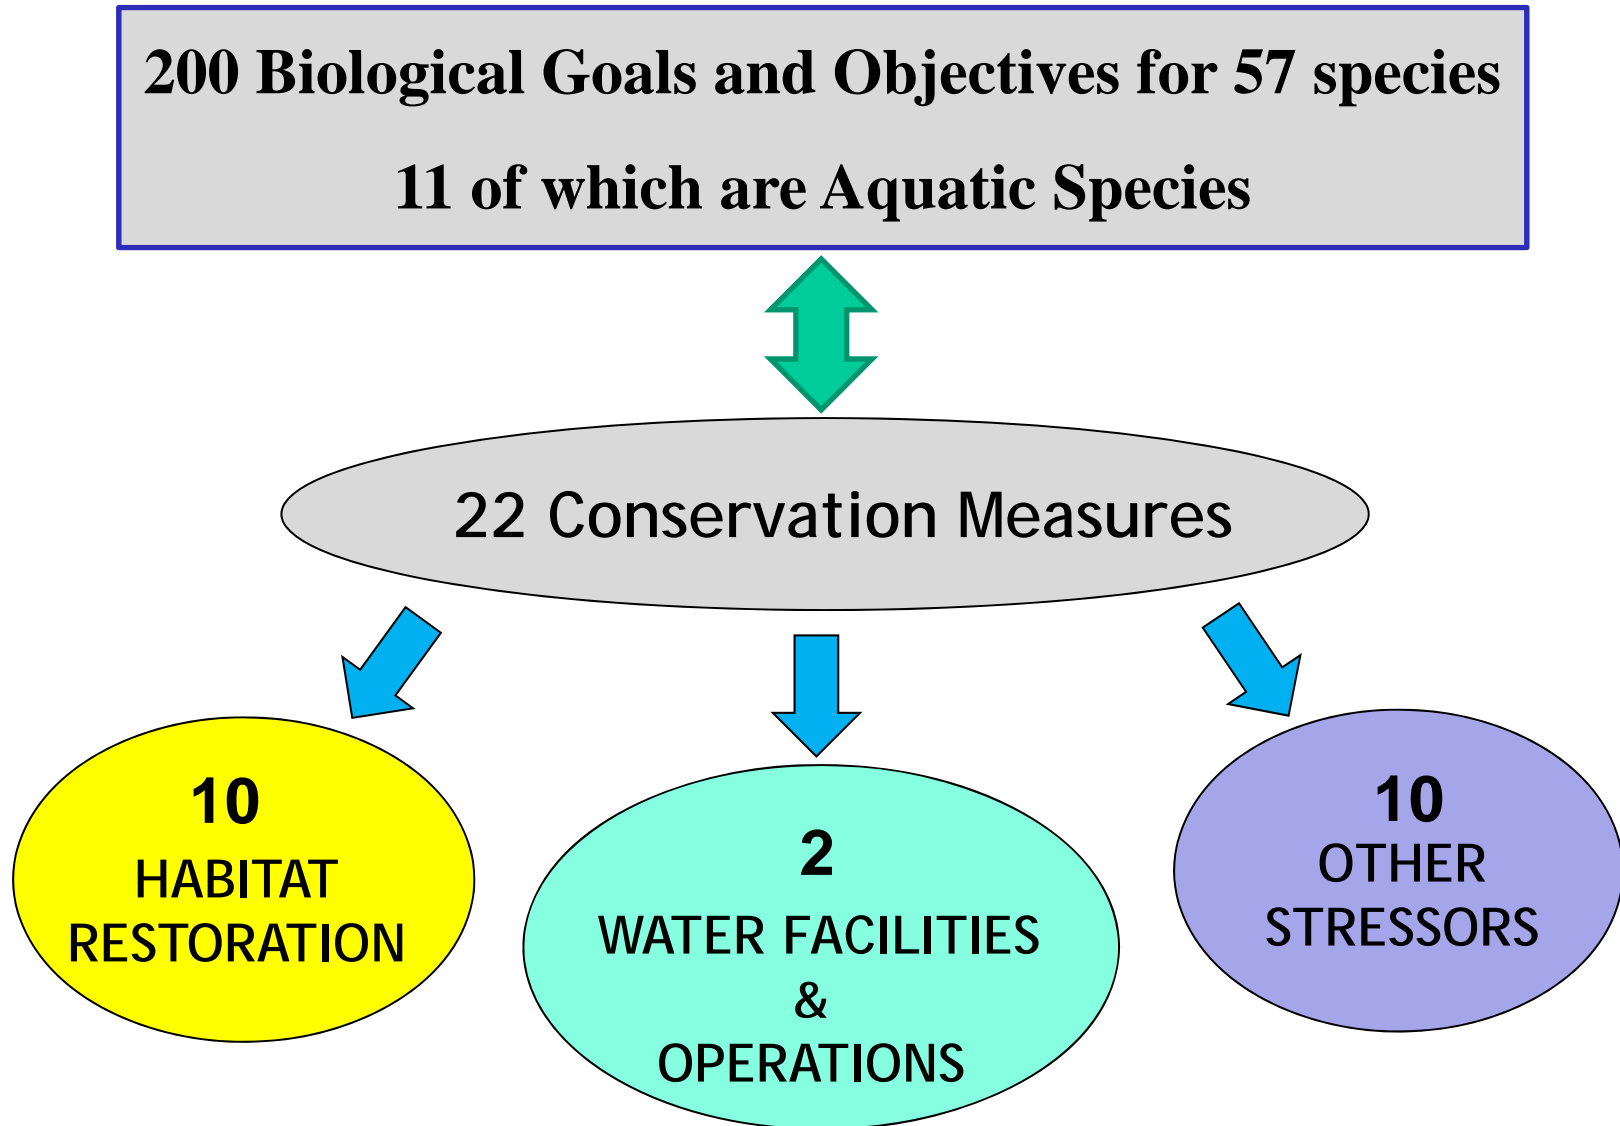 200 Biological Goals and Objectives for 57 species
11 of which are Aquatic Species
22 Conservation Measures
10
HABITAT
RESTORATION
2
WATER FACILITIES
&
OPERATIONS
10
OTHER
STRESSORS